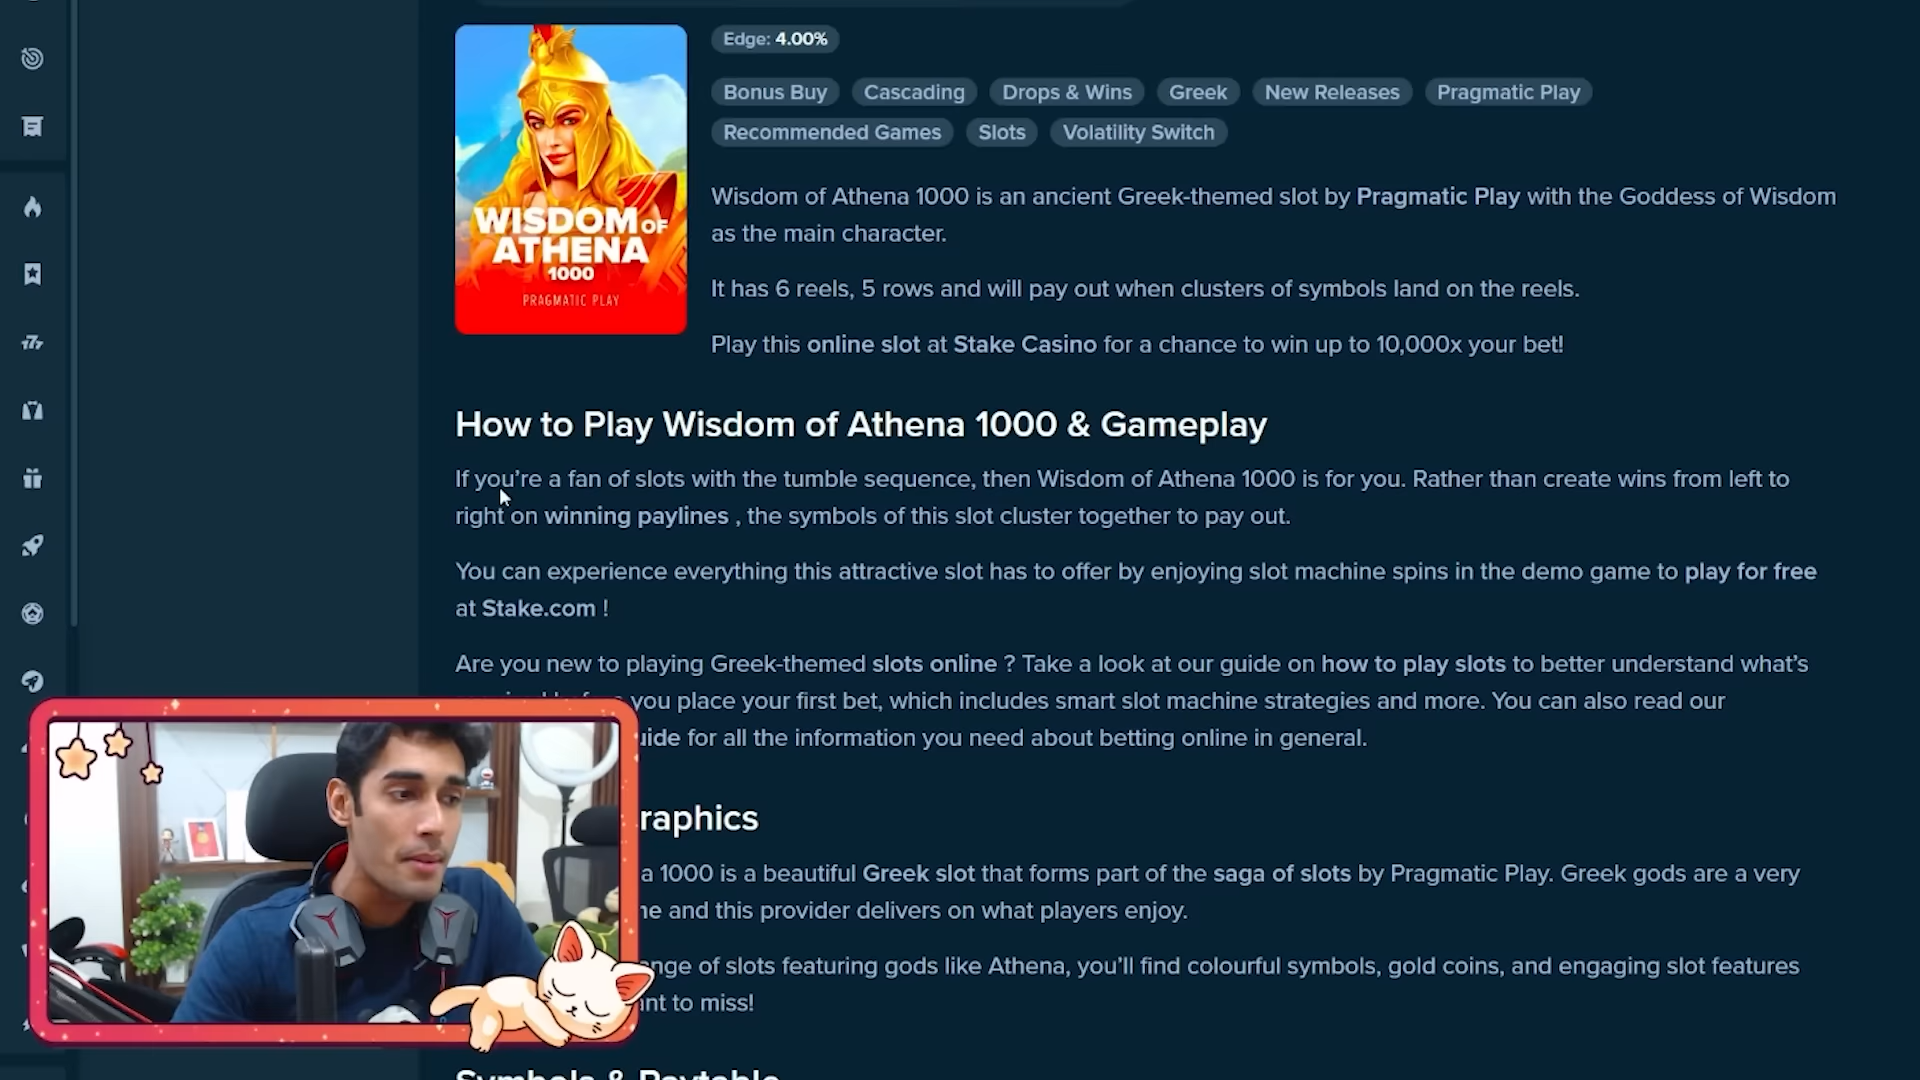 Edge: 4.00%
Bonus Buy Cascading Drops & Wins Greek New Releases Pragmatic Play
Recommended Games Slots Volatility Switch
WISDOM OF
ATHENA
1000
PRAGMATIC PLAY
Wisdom of Athena 1000 is an ancient Greek-themed slot by Pragmatic Play with the Goddess of Wisdom
as the main character.
It has 6 reels, 5 rows and will pay out when clusters of symbols land on the reels.
Play this online slot at Stake Casino for a chance to win up to 10,000x your bet!
How to Play Wisdom of Athena 1000 & Gameplay
If you're a fan of slots with the tumble sequence, then Wisdom of Athena 1000 is for you. Rather than create wins from left to
right on winning paylines , the symbols of this slot cluster together to pay out.
You can experience everything this attractive slot has to offer by enjoying slot machine spins in the demo game to play for free
at Stake.com !
Are you new to playing Greek-themed slots online ? Take a look at our guide on how to play slots to better understand what's
you place your first bet, which includes smart slot machine strategies and more. You can also read our
uide for all the information you need about betting online in general.
raphics
a 1000 is a beautiful Greek slot that forms part of the saga of slots by Pragmatic Play. Greek gods are a very
ne and this provider delivers on what players enjoy.
nge of slots featuring gods like Athena, you'll find colourful symbols, gold coins, and engaging slot features
nt to miss!
Symbols & Paytable